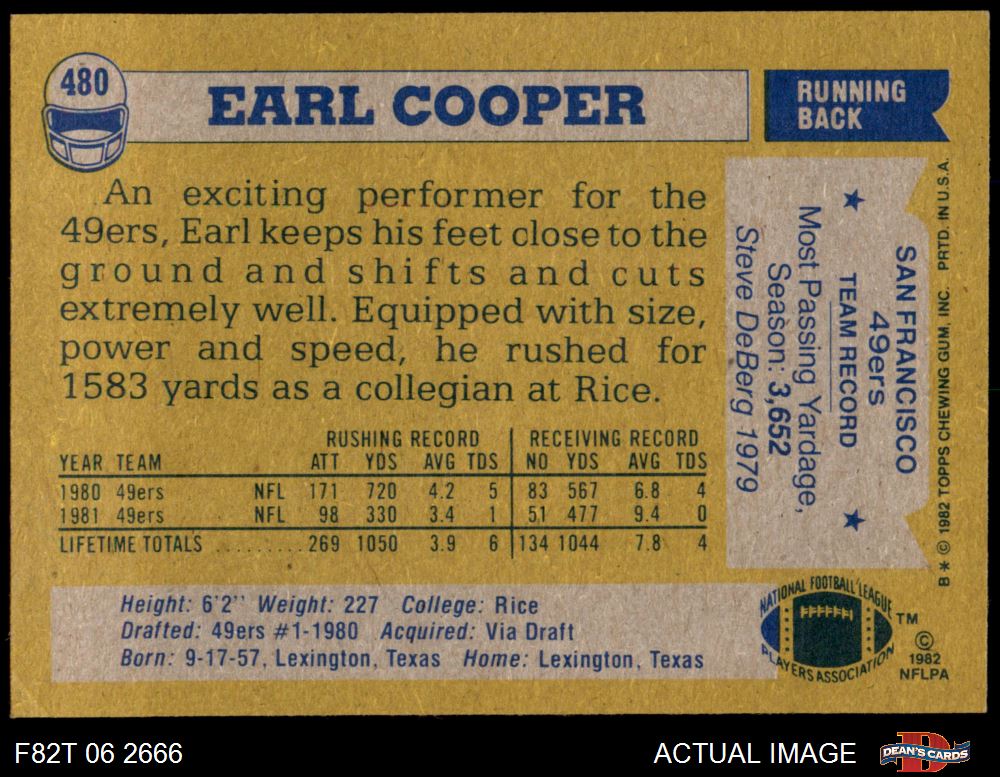 480
EARL COOPER
RUNNING
BACK
An exciting performer for the
49ers, Earl keeps his feet close to the
ground and shifts and cuts
extremely well. Equipped with size,
power and speed, he rushed for
1583 yards as a collegian at Rice.
RUSHING RECORD RECEIVING RECORD
YEAR TEAM ATT YDS AVG TDS NO YDS AVG TDS
1980 49ers NFL 171 720 4.2 5 83 567 6.8 4
1981 49ers NFL 98 330 3.4 1 51 477 9.4 0
LIFETIME TOTALS ......... 269 1050 3.9 6 134 1044 7.8 4
Height: 6'2" Weight: 227 College: Rice
Drafted: 49ers #1-1980 Acquired: Via Draft
Born: 9-17-57, Lexington, Texas Home: Lexington, Texas
SAN FRANCISCO
49ers
★ TEAM RECORD ★
Most Passing Yardage,
Season: 3,652
Steve DeBerg 1979
B * © 1982 TOPPS CHEWING GUM, INC. PRTD. IN U.S.A.
NATIONAL FOOTBALL LEAGUE
PLAYERS ASSOCIATION
TM
©
1982
NFLPA
F82T 06 2666
ACTUAL IMAGE
DEAN'S CARDS